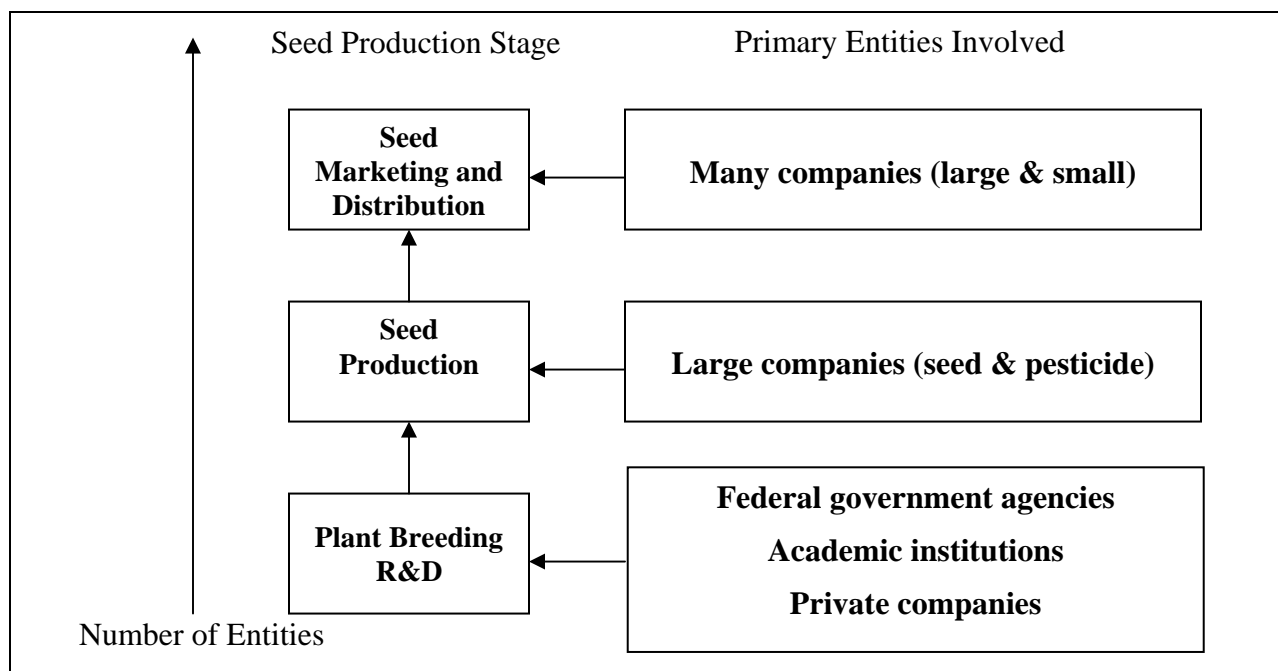 Seed Production Stage
Primary Entities Involved
Seed
Marketing and
Distribution
Many companies (large & small)
Seed
Production
Large companies (seed & pesticide)
Plant Breeding
R&D
Federal government agencies
Academic institutions
Private companies
Number of Entities